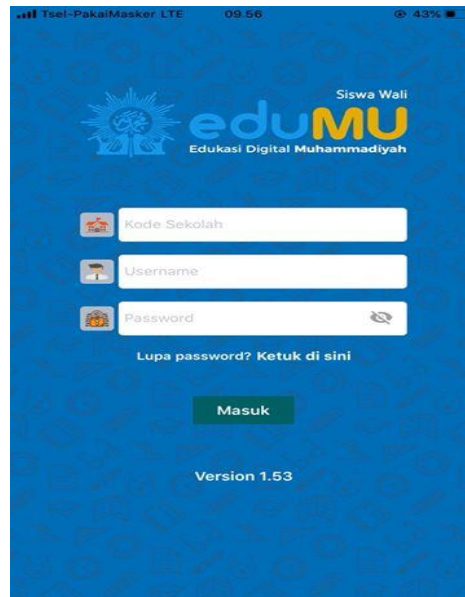 Tsel-PakaiMasker LTE 09.56 43%
Siswa Wali
eduMU
Edukasi Digital Muhammadiyah
Kode Sekolah
Username
Password
Lupa password? Ketuk di sini
Masuk
Version 1.53